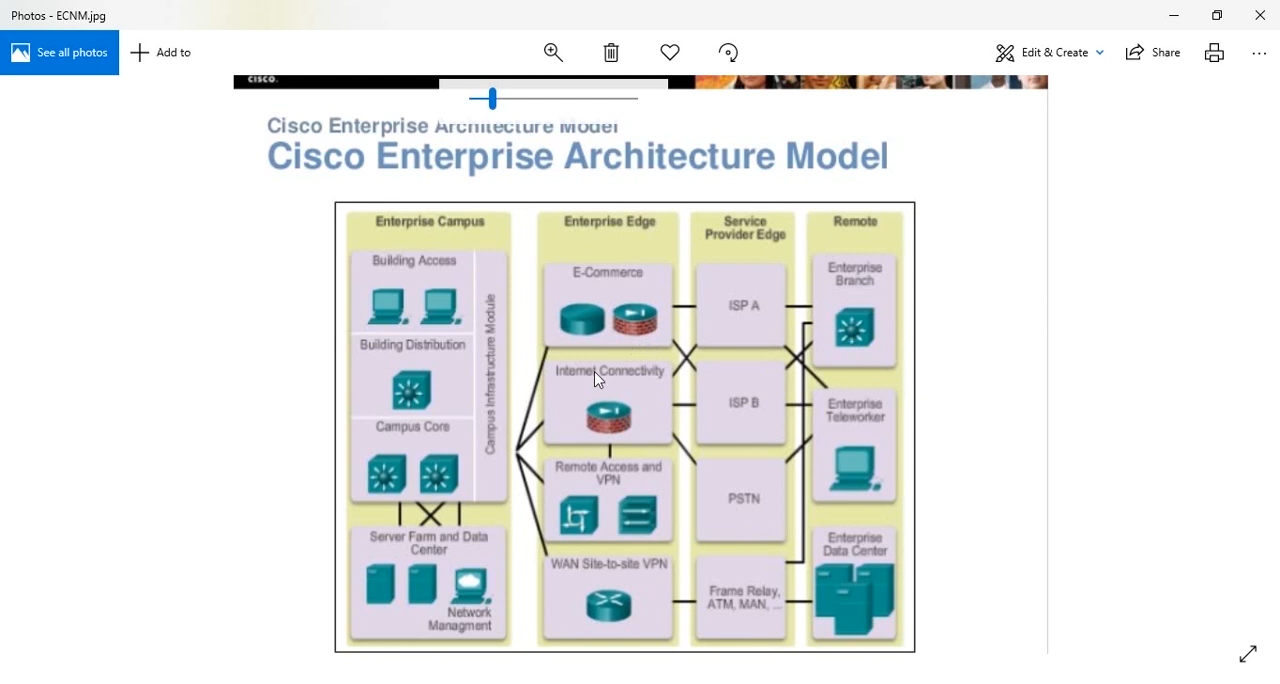 Photos - ECNM.jpg
See all photos
Add to
Edit & Create
Share
CISCO.
Cisco Enterprise Architecture Model
Cisco Enterprise Architecture Model
Enterprise Campus
Building Access
Building Distribution
Campus Core
Campus Infrastructure Module
Server Farm and Data
Center
Network
Managment
Enterprise Edge
E-Commerce
Internet Connectivity
Remote Access and
VPN
WAN Site-to-site VPN
Service
Provider Edge
ISP A
ISP B
PSTN
Frame Relay,
ATM, MAN, ...
Remote
Enterprise
Branch
Enterprise
Teleworker
Enterprise
Data Center